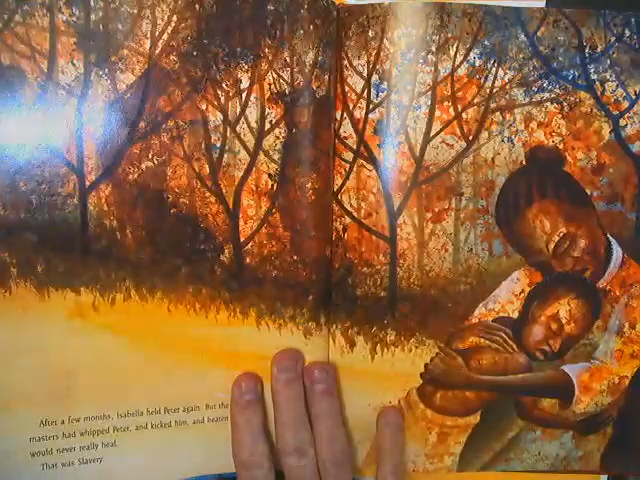 After a few months, Isabella held Peter again. But the
masters had whipped Peter, and kicked him, and beaten
would never really heal.
That was Slavery